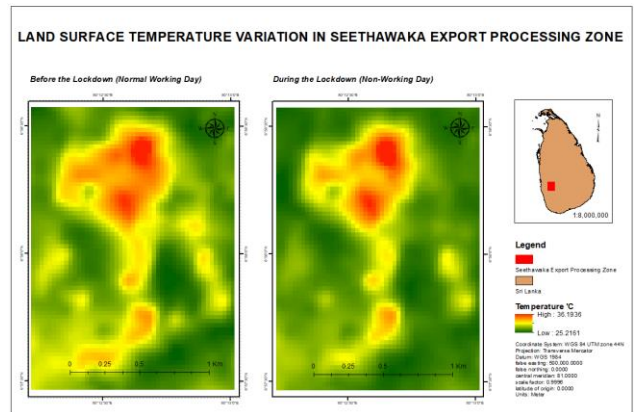 LAND SURFACE TEMPERATURE VARIATION IN SEETHAWAKA EXPORT PROCESSING ZONE
Before the Lockdown (Normal Working Day)
During the Lockdown (Non-Working Day)
0 0.25 0.5 1 Km
0 0.25 0.5 1 Km
1:8,000,000
Legend
Seethawaka Export Processing Zone
Sri Lanka
Temperature °C
High : 36.1936
Low : 25.2161
Coordinate System: WGS 84 UTM zone 44N
Projection: Transverse Mercator
Datum: WGS 1984
false easting: 500,000.0000
false northing: 0.0000
central meridian: 81.0000
scale factor: 0.9996
latitude of origin: 0.0000
Units: Meter